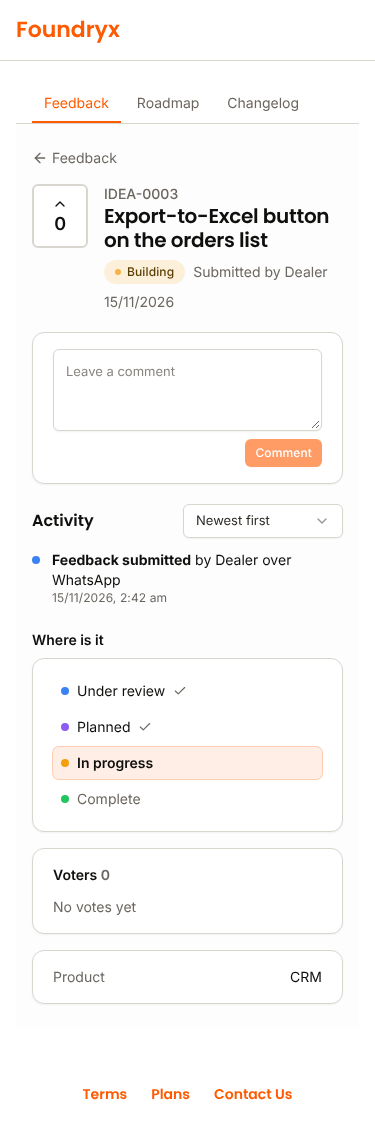 Foundryx
Feedback Roadmap Changelog
Feedback
0
IDEA-0003
Export-to-Excel button
on the orders list
Building Submitted by Dealer
15/11/2026
Leave a comment
Comment
Activity
Newest first
Feedback submitted by Dealer over
WhatsApp
15/11/2026, 2:42 am
Where is it
Under review
Planned
In progress
Complete
Voters 0
No votes yet
Product CRM
Terms Plans Contact Us